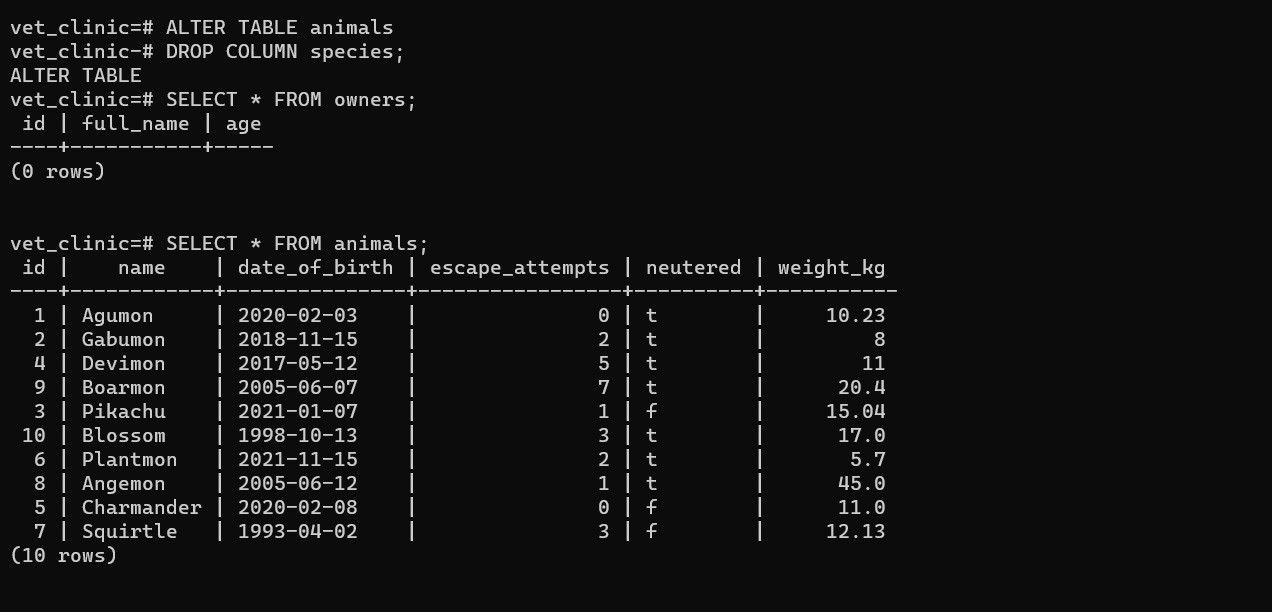 vet_clinic=# ALTER TABLE animals
vet_clinic-# DROP COLUMN species;
ALTER TABLE
vet_clinic=# SELECT * FROM owners;
 id | full_name | age
----+-----------+-----
(0 rows)
vet_clinic=# SELECT * FROM animals;
 id |    name    | date_of_birth | escape_attempts | neutered | weight_kg
----+------------+---------------+-----------------+----------+-----------
  1 | Agumon     | 2020-02-03    |               0 | t        |     10.23
  2 | Gabumon    | 2018-11-15    |               2 | t        |         8
  4 | Devimon    | 2017-05-12    |               5 | t        |        11
  9 | Boarmon    | 2005-06-07    |               7 | t        |      20.4
  3 | Pikachu    | 2021-01-07    |               1 | f        |     15.04
 10 | Blossom    | 1998-10-13    |               3 | t        |      17.0
  6 | Plantmon   | 2021-11-15    |               2 | t        |       5.7
  8 | Angemon    | 2005-06-12    |               1 | t        |      45.0
  5 | Charmander | 2020-02-08    |               0 | f        |      11.0
  7 | Squirtle   | 1993-04-02    |               3 | f        |     12.13
(10 rows)